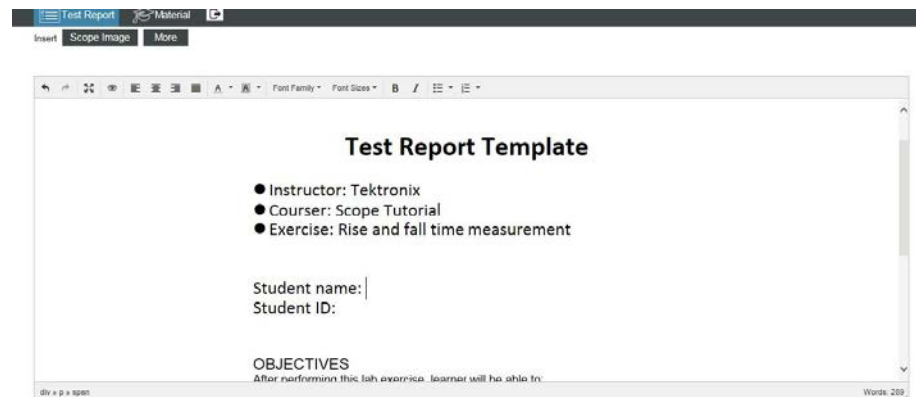 Test Report Material
Insert Scope Image More
A A Font Family Font Sizes B I
Test Report Template
Instructor: Tektronix
Courser: Scope Tutorial
Exercise: Rise and fall time measurement
Student name:
Student ID:
OBJECTIVES
After performing this lab exercise, learner will be able to:
div » p » span Words: 289